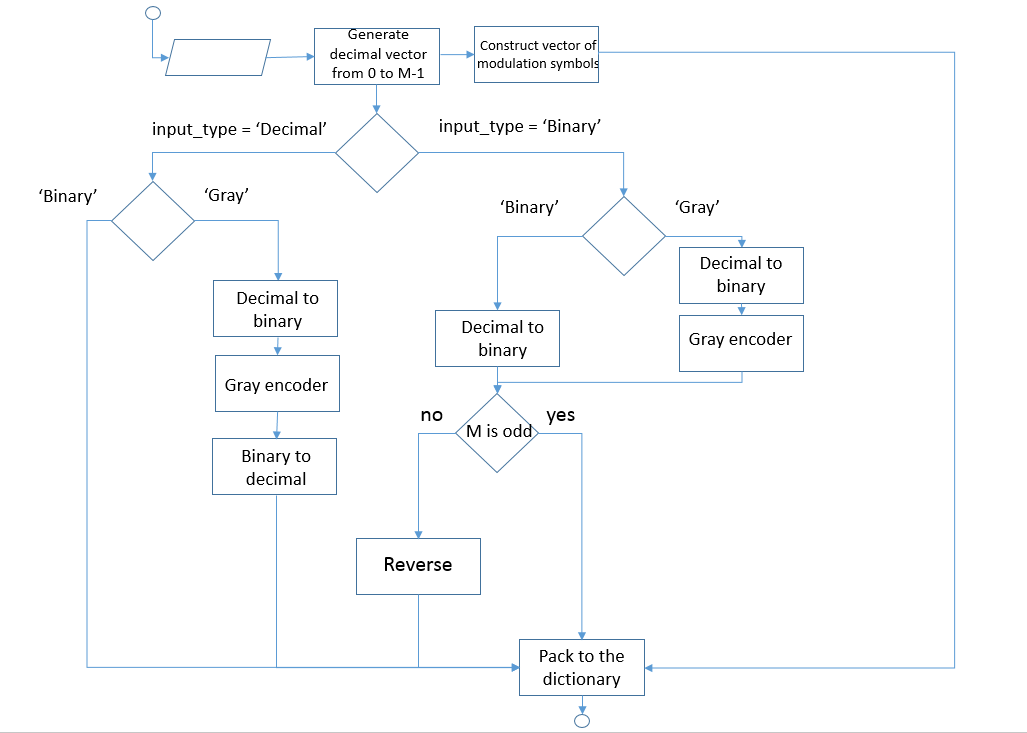 Generate
decimal vector
from 0 to M-1
Construct vector of
modulation symbols
input_type = ‘Decimal’
input_type = ‘Binary’
‘Binary’
‘Gray’
‘Binary’
‘Gray’
Decimal to
binary
Gray encoder
Binary to
decimal
Decimal to
binary
Decimal to
binary
Gray encoder
no
yes
M is odd
Reverse
Pack to the
dictionary